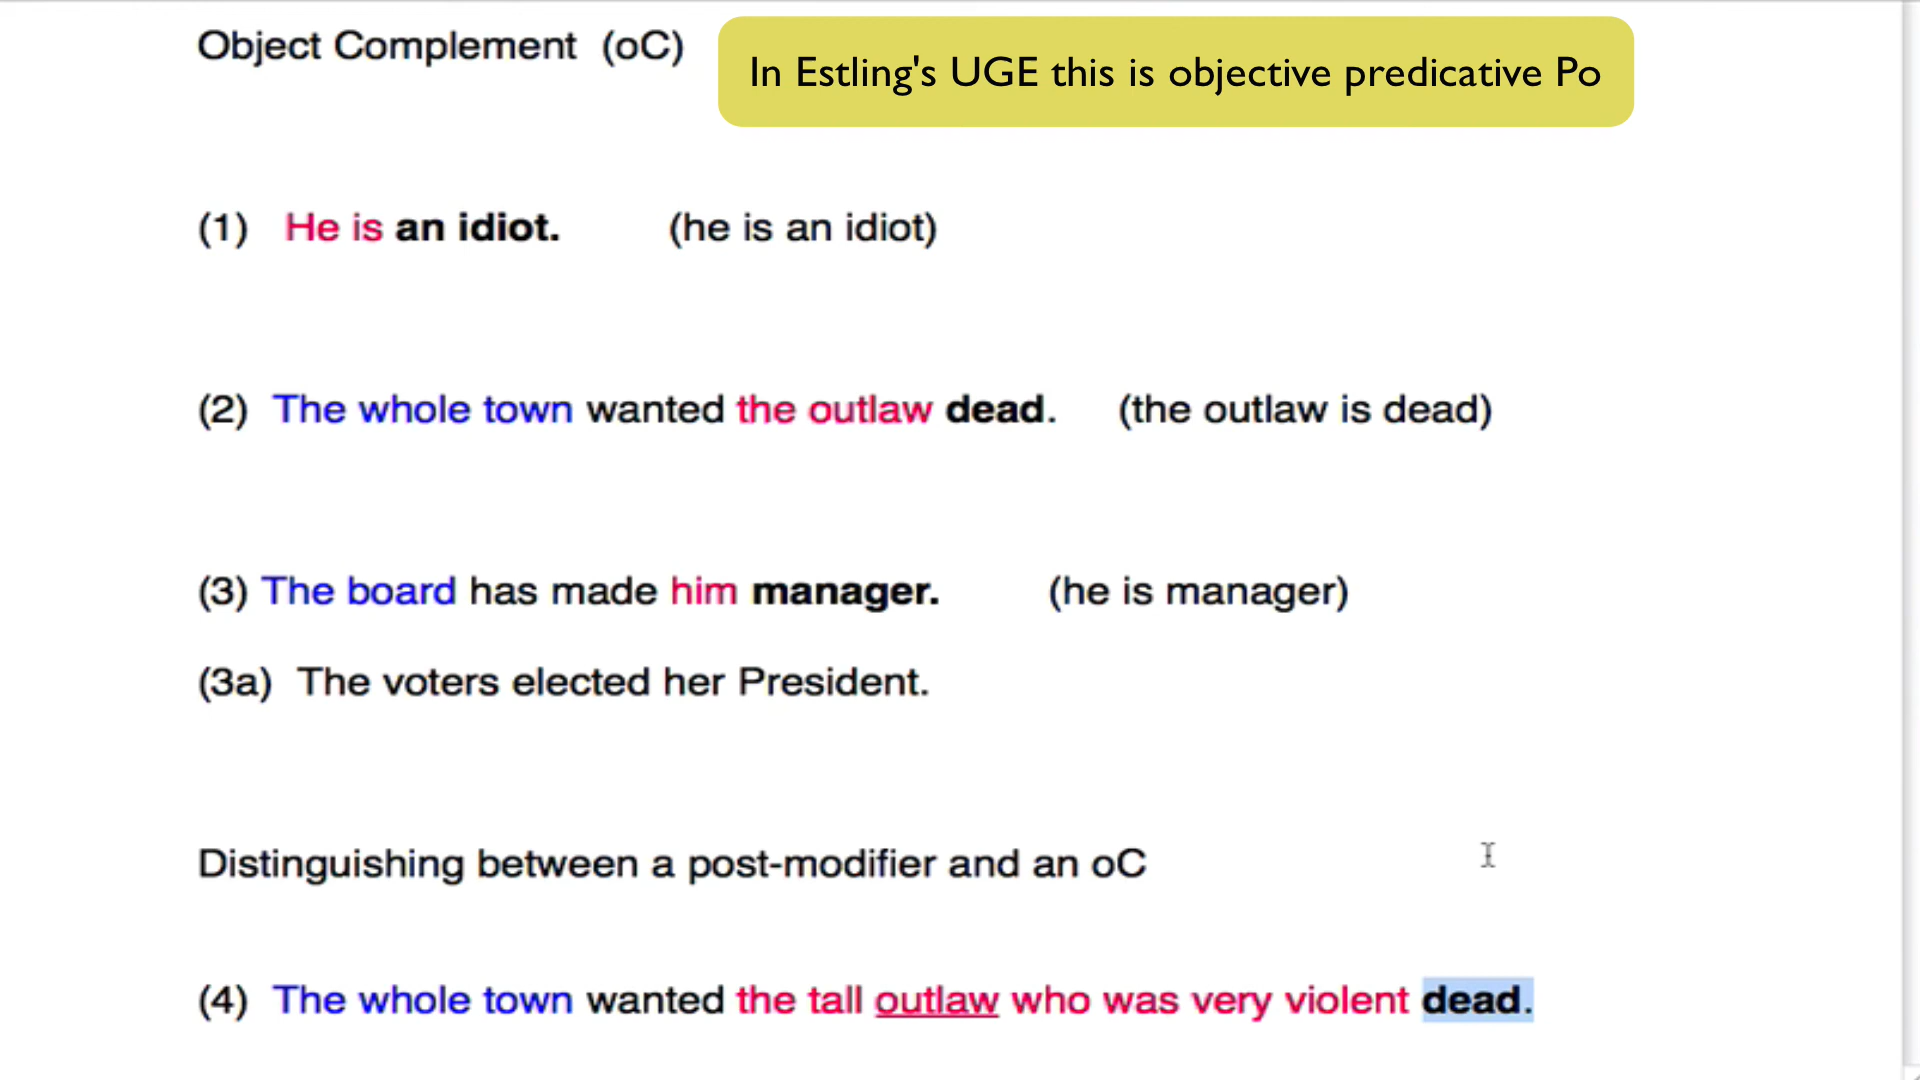 Object Complement (oC)
In Estling's UGE this is objective predicative Po
(1) He is an idiot. (he is an idiot)
(2) The whole town wanted the outlaw dead. (the outlaw is dead)
(3) The board has made him manager. (he is manager)
(3a) The voters elected her President.
Distinguishing between a post-modifier and an oC
(4) The whole town wanted the tall outlaw who was very violent dead.